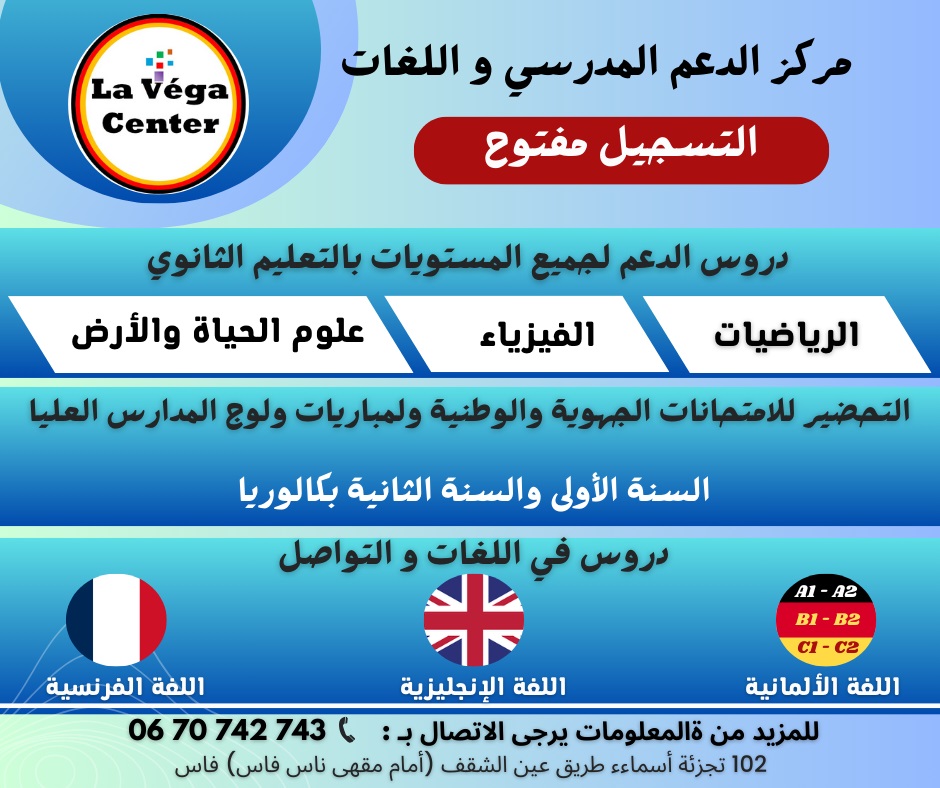 La Véga
Center
مركز الدعم المدرسي و اللغات
التسجيل مفتوح
دروس الدعم لجميع المستويات بالتعليم الثانوي
الرياضيات
الفيزياء
علوم الحياة والأرض
التحضير للامتحانات الجهوية والوطنية ولمباريات ولوج المدارس العليا
السنة الأولى والسنة الثانية بكالوريا
دروس في اللغات و التواصل
A1 - A2
B1 - B2
C1 - C2
اللغة الألمانية
اللغة الإنجليزية
اللغة الفرنسية
للمزيد من ةالمعلومات يرجى الاتصال بـ : 06 70 742 743
102 تجزئة أسماءء طريق عين الشقف (أمام مقهى ناس فاس) فاس